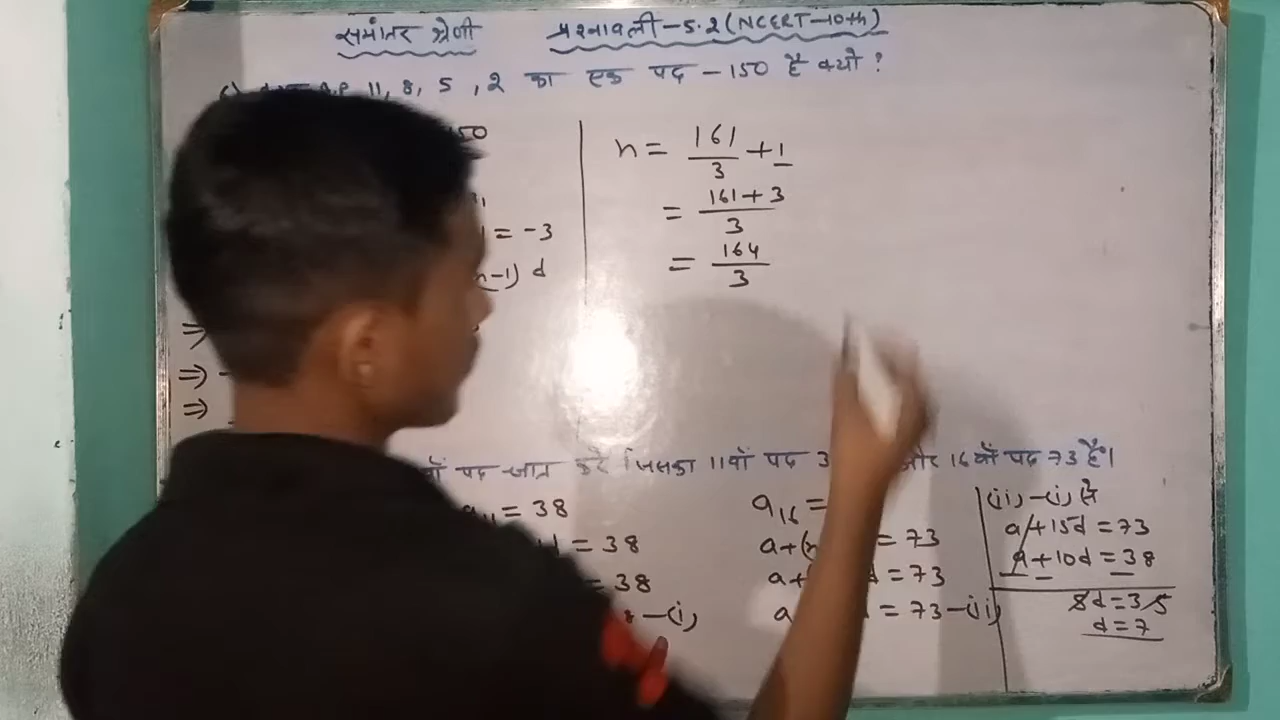 समांतर श्रेणी प्रश्नावली-5.2 (NCERT-10th)
11, 8, 5, 2 का एक पद -150 है क्यों?
50
= -3
n-1) d
⇒
⇒ -
⇒
n = 161/3 + 1
= 161+3/3
= 164/3
वाँ पद ज्ञात करें जिसका 11वाँ पद 3 और 16वाँ पद 73 है।
= 38
= 38
= 38
8 -(i)
a16 =
a+(n = 73
a+( d = 73
a d = 73 -(ii)
(ii) -(i) से
a+15d = 73
a+10d = 38
5d = 35
d = 7